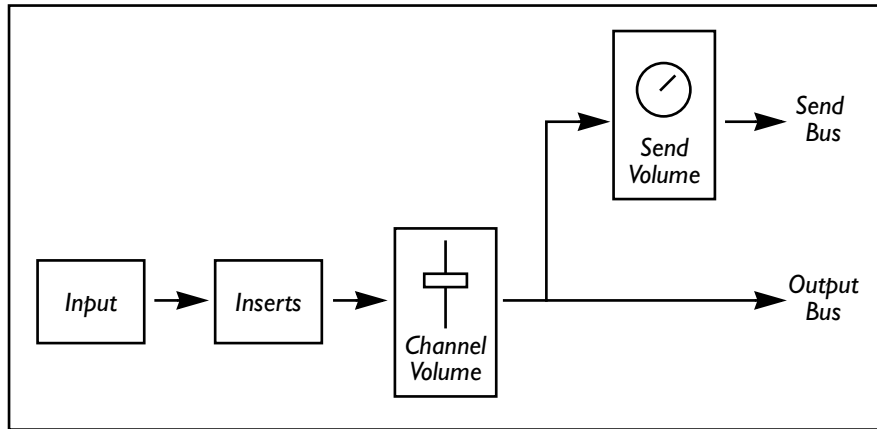 Send
Volume
Send
Bus
Input
Inserts
Channel
Volume
Output
Bus